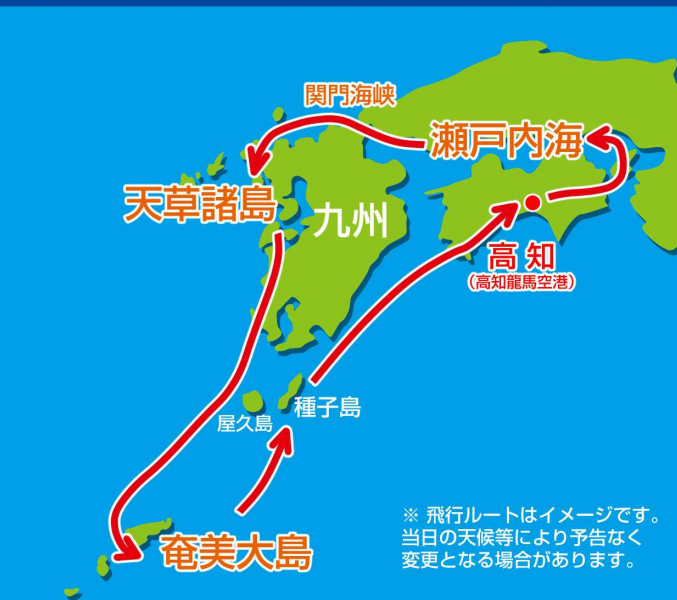 関門海峡
瀬戸内海
天草諸島
九州
高知
(高知龍馬空港)
屋久島
種子島
奄美大島
※ 飛行ルートはイメージです。
当日の天候等により予告なく
変更となる場合があります。